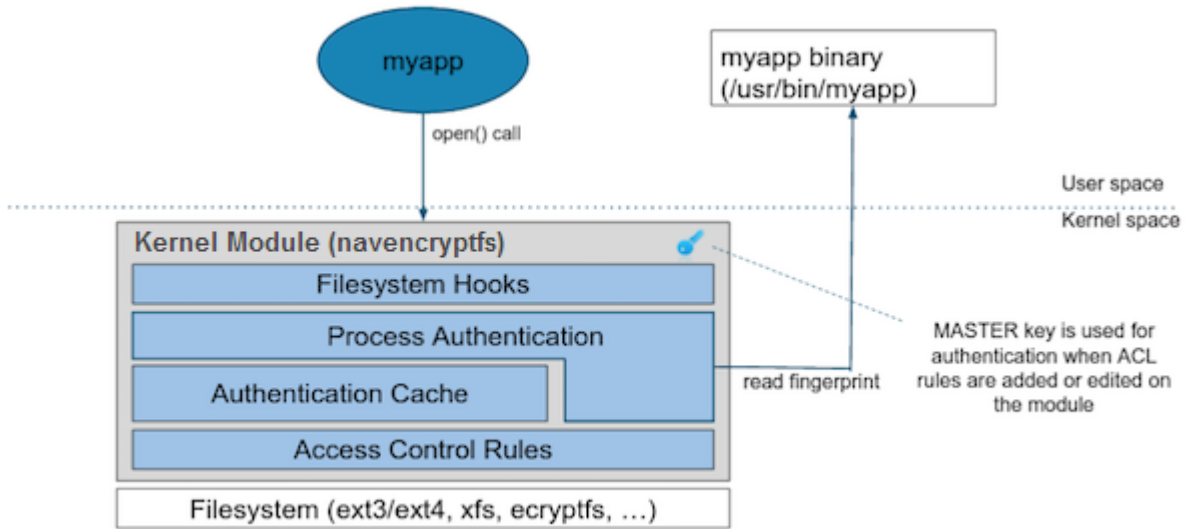 myapp
myapp binary
(/usr/bin/myapp)
open() call
User space
Kernel space
Kernel Module (navencryptfs)
Filesystem Hooks
Process Authentication
Authentication Cache
Access Control Rules
read fingerprint
MASTER key is used for
authentication when ACL
rules are added or edited on
the module
Filesystem (ext3/ext4, xfs, ecryptfs, …)